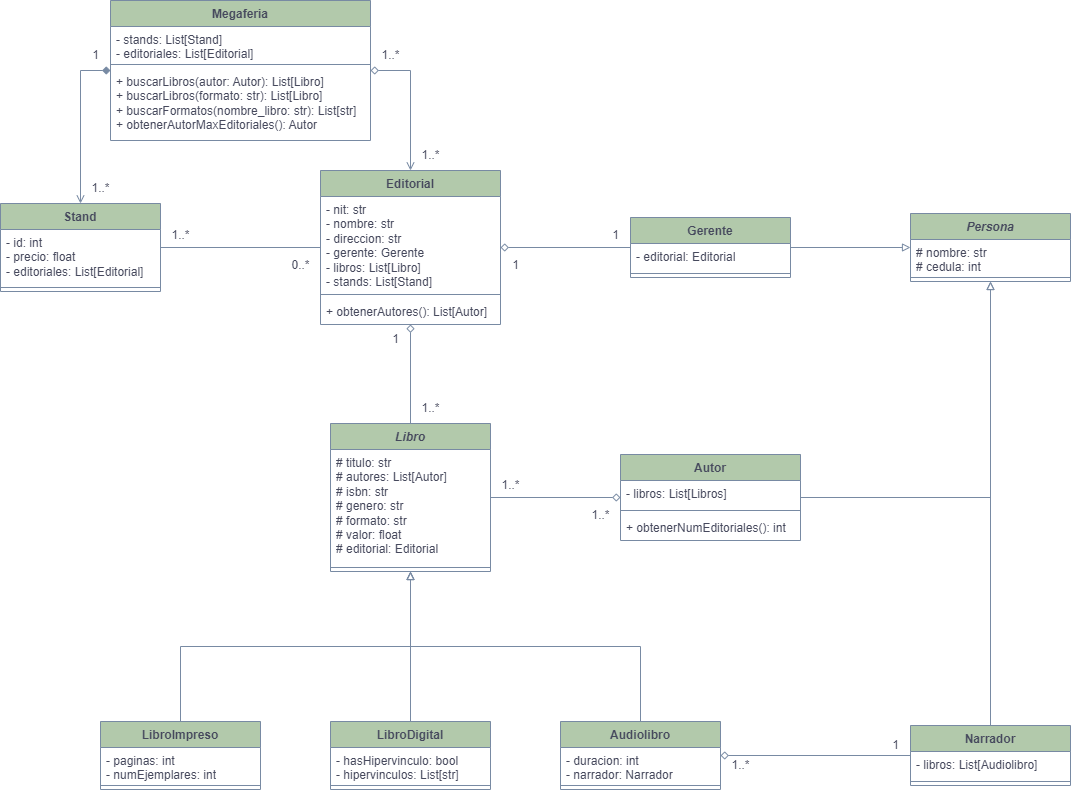 Megaferia
- stands: List[Stand]
- editoriales: List[Editorial]
+ buscarLibros(autor: Autor): List[Libro]
+ buscarLibros(formato: str): List[Libro]
+ buscarFormatos(nombre_libro: str): List[str]
+ obtenerAutorMaxEditoriales(): Autor
1
1..*
1..*
1..*
Stand
- id: int
- precio: float
- editoriales: List[Editorial]
1..*
0..*
Editorial
- nit: str
- nombre: str
- direccion: str
- gerente: Gerente
- libros: List[Libro]
- stands: List[Stand]
+ obtenerAutores(): List[Autor]
1
1
Gerente
- editorial: Editorial
Persona
# nombre: str
# cedula: int
1
1..*
Libro
# titulo: str
# autores: List[Autor]
# isbn: str
# genero: str
# formato: str
# valor: float
# editorial: Editorial
1..*
1..*
Autor
- libros: List[Libros]
+ obtenerNumEditoriales(): int
LibroImpreso
- paginas: int
- numEjemplares: int
LibroDigital
- hasHipervinculo: bool
- hipervinculos: List[str]
Audiolibro
- duracion: int
- narrador: Narrador
1
1..*
Narrador
- libros: List[Audiolibro]